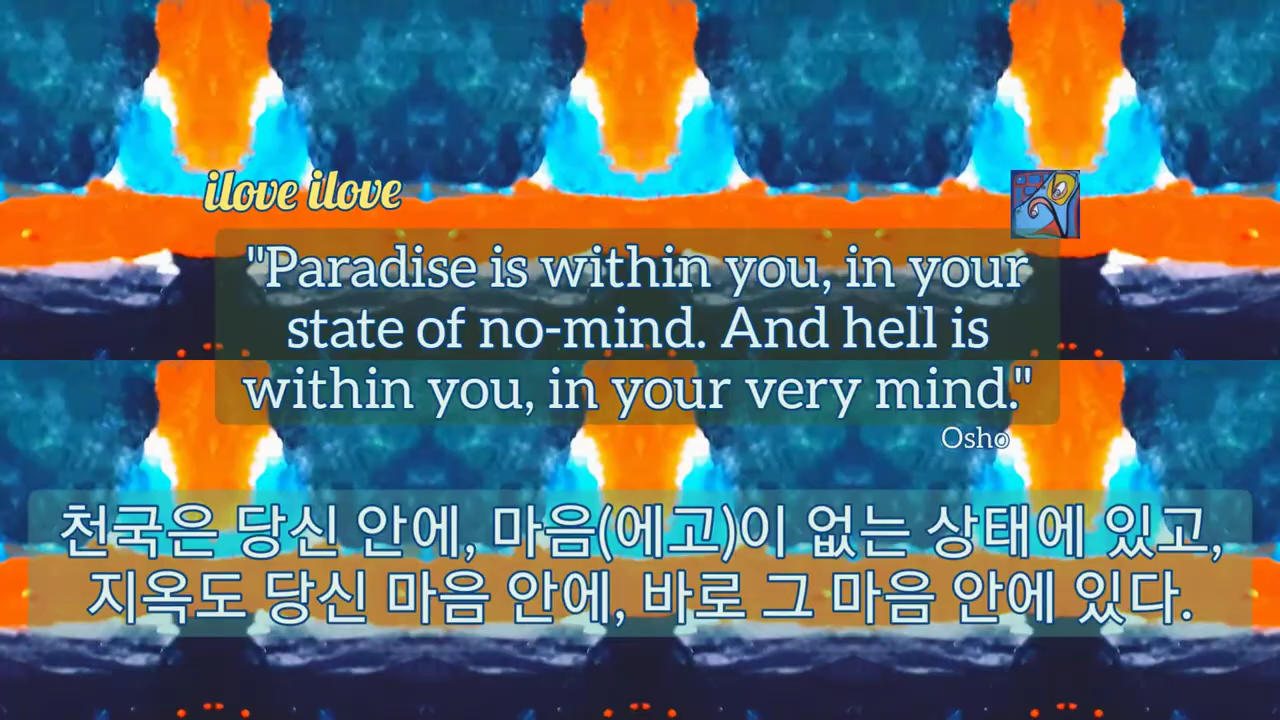 ilove ilove
"Paradise is within you, in your
state of no-mind. And hell is
within you, in your very mind."
Osho
천국은 당신 안에, 마음(에고)이 없는 상태에 있고,
지옥도 당신 마음 안에, 바로 그 마음 안에 있다.